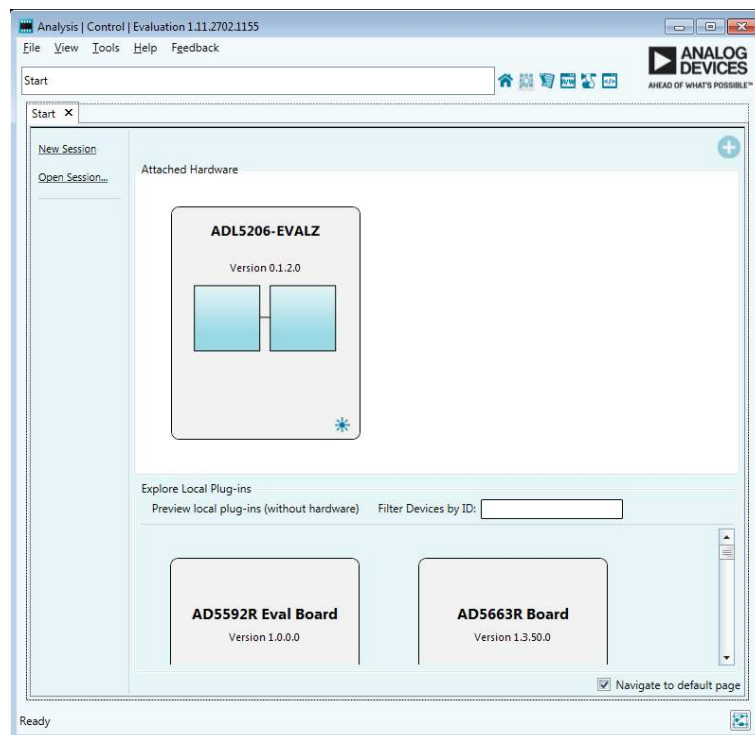 Analysis | Control | Evaluation 1.11.2702.1155
File View Tools Help Feedback
ANALOG
DEVICES
AHEAD OF WHAT'S POSSIBLE™
Start
R/W
</>
Start
New Session
Open Session...
Attached Hardware
ADL5206-EVALZ
Version 0.1.2.0
Explore Local Plug-ins
Preview local plug-ins (without hardware) Filter Devices by ID:
AD5592R Eval Board
Version 1.0.0.0
AD5663R Board
Version 1.3.50.0
Navigate to default page
Ready